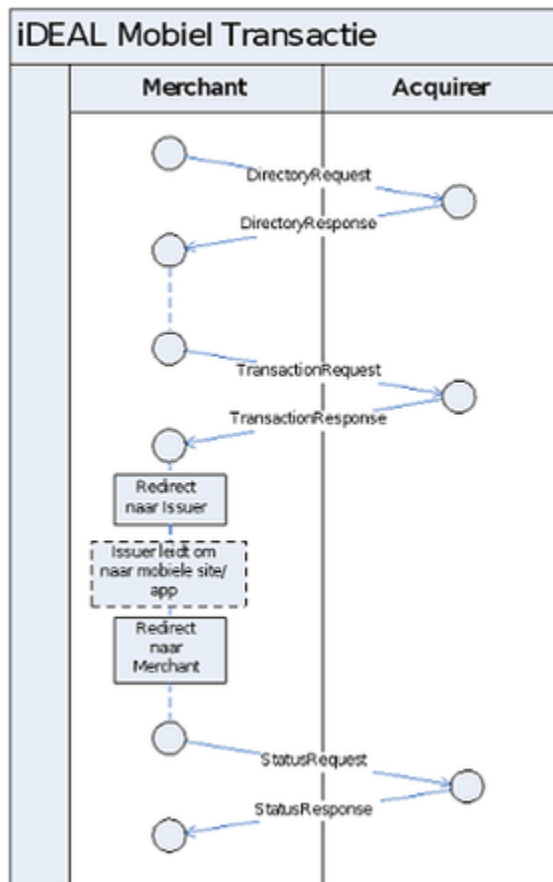 iDEAL Mobiel Transactie
Merchant
Acquirer
DirectoryRequest
DirectoryResponse
TransactionRequest
TransactionResponse
Redirect
naar Issuer
Issuer leidt om
naar mobiele site/
app
Redirect
naar
Merchant
StatusRequest
StatusResponse